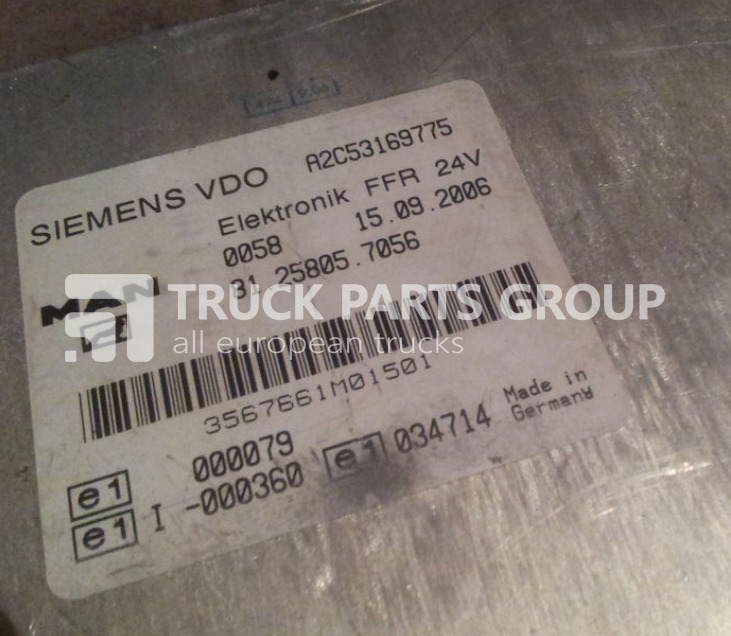 SIEMENS VDO A2C53169775
Elektronik FFR 24V
0058 15.09.2006
81.25805.7056
MAN
TRUCK PARTS GROUP
all european trucks
3567661M01501
e1 000079
e1 I -000360 e1 034714
Made in
Germany